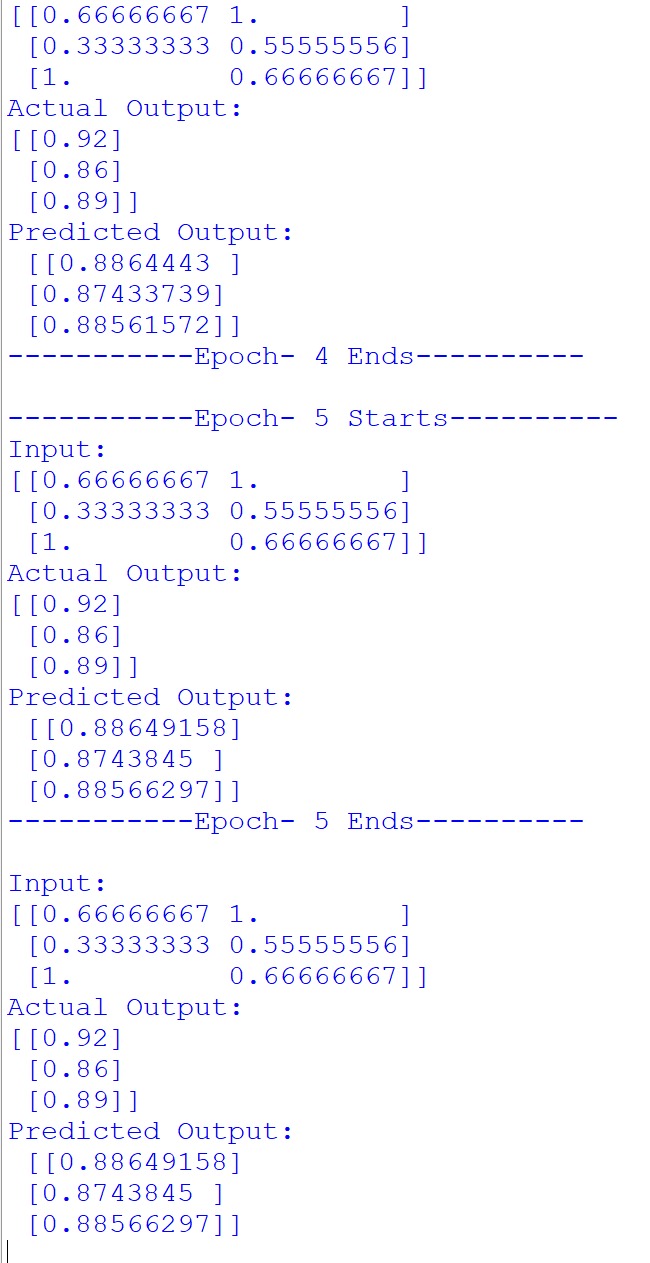 [[0.66666667 1.        ]
 [0.33333333 0.55555556]
 [1.         0.66666667]]
Actual Output:
[[0.92]
 [0.86]
 [0.89]]
Predicted Output:
 [[0.8864443 ]
 [0.87433739]
 [0.88561572]]
-----------Epoch- 4 Ends----------

-----------Epoch- 5 Starts----------
Input:
[[0.66666667 1.        ]
 [0.33333333 0.55555556]
 [1.         0.66666667]]
Actual Output:
[[0.92]
 [0.86]
 [0.89]]
Predicted Output:
 [[0.88649158]
 [0.8743845 ]
 [0.88566297]]
-----------Epoch- 5 Ends----------

Input:
[[0.66666667 1.        ]
 [0.33333333 0.55555556]
 [1.         0.66666667]]
Actual Output:
[[0.92]
 [0.86]
 [0.89]]
Predicted Output:
 [[0.88649158]
 [0.8743845 ]
 [0.88566297]]